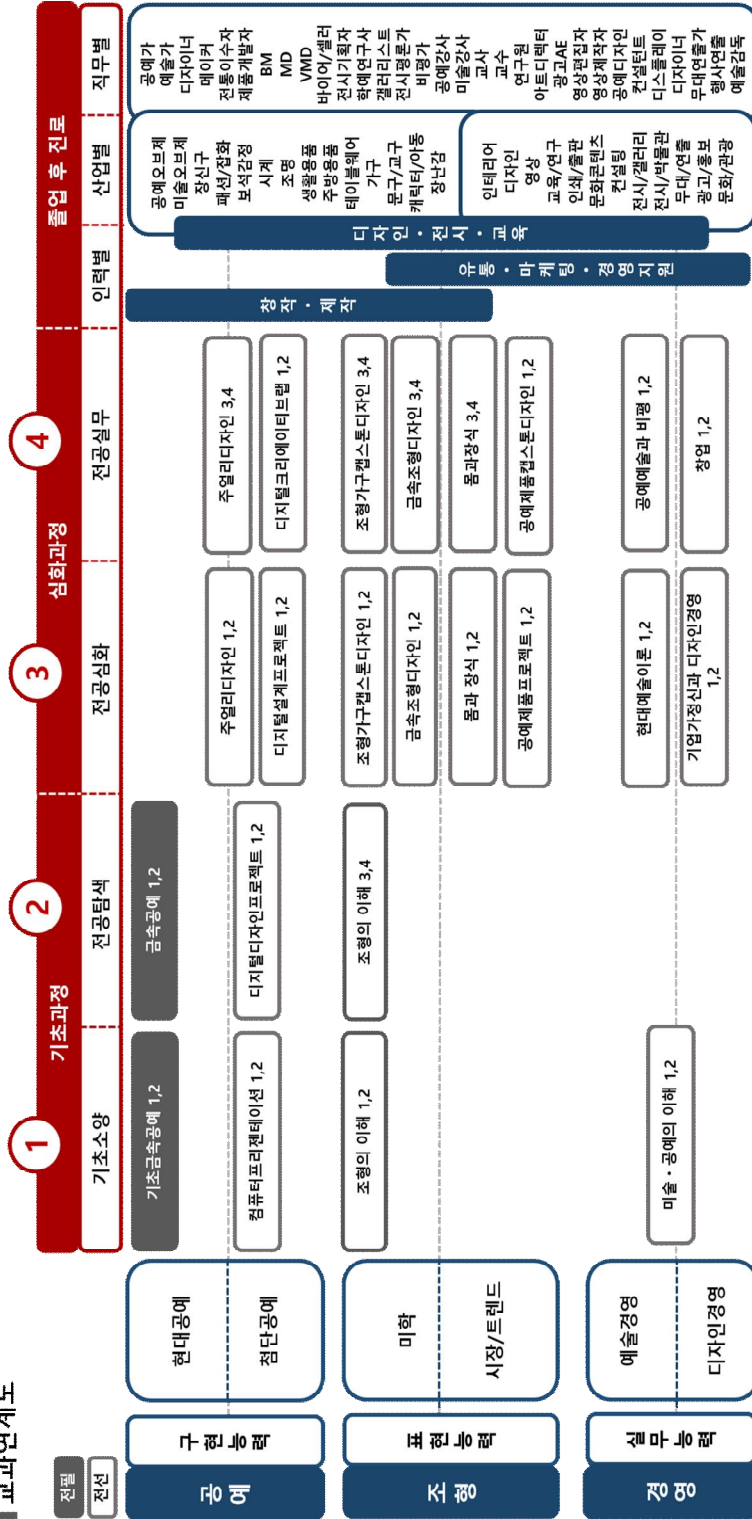 교과연계도
전필
전선
1
2
3
4
기초과정
심화과정
졸업 후 진로
기초소양
전공탐색
전공심화
전공실무
인력별
산업별
직무별
공예
구현능력
현대공예
첨단공예
기초금속공예 1,2
금속공예 1,2
컴퓨터프리젠테이션 1,2
디지털디자인프로젝트 1,2
주얼리디자인 1,2
주얼리디자인 3,4
디지털설계프로젝트 1,2
디지털크리에이티브랩 1,2
조형
표현능력
미학
시장/트렌드
조형의 이해 1,2
조형의 이해 3,4
조형가구캡스톤디자인 1,2
조형가구캡스톤디자인 3,4
금속조형디자인 1,2
금속조형디자인 3,4
몸과 장식 1,2
몸과장식 3,4
공예제품프로젝트 1,2
공예제품캡스톤디자인 1,2
경영
실무능력
예술경영
디자인경영
미술・공예의 이해 1,2
현대예술이론 1,2
공예예술과 비평 1,2
기업가정신과 디자인경영
1,2
창업 1,2
창작・제작
디자인・전시・교육
유통・마케팅・경영지원
공예오브제
미술오브제
장신구
패션/잡화
보석감정
시계
조명
생활용품
주방용품
테이블웨어
가구
문구/교구
캐릭터/아동
장난감
인테리어
디자인
영상
교육/연구
인쇄/출판
문화콘텐츠
컨설팅
전시/갤러리
전시/박물관
무대/연출
광고/홍보
문화/관광
공예가
예술가
디자이너
메이커
전통이수자
제품개발자
BM
MD
VMD
바이어/셀러
전시기획자
학예연구사
갤러리스트
전시평론가
비평가
공예강사
미술강사
교사
교수
연구원
아트디렉터
광고AE
영상편집자
영상제작자
공예디자인
컨설턴트
디스플레이
디자이너
무대연출가
행사연출
예술감독